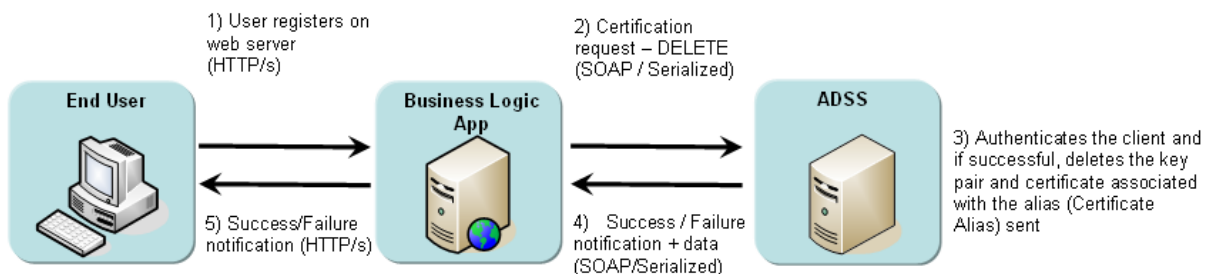 1) User registers on
web server
(HTTP/s)
2) Certification
request – DELETE
(SOAP / Serialized)
End User
Business Logic
App
ADSS
3) Authenticates the client and
if successful, deletes the key
pair and certificate associated
with the alias (Certificate
Alias) sent
5) Success/Failure
notification (HTTP/s)
4) Success / Failure
notification + data
(SOAP/Serialized)